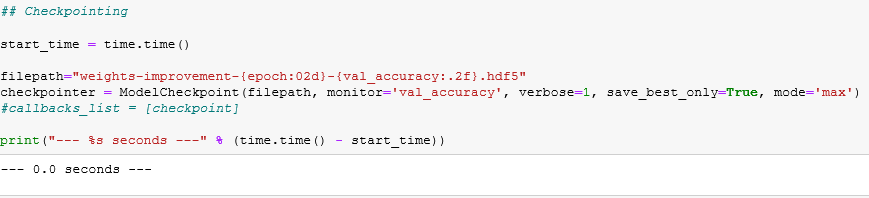 ## Checkpointing
start_time = time.time()
filepath="weights-improvement-{epoch:02d}-{val_accuracy:.2f}.hdf5"
checkpointer = ModelCheckpoint(filepath, monitor='val_accuracy', verbose=1, save_best_only=True, mode='max')
#callbacks_list = [checkpoint]
print("--- %s seconds ---" % (time.time() - start_time))
--- 0.0 seconds ---